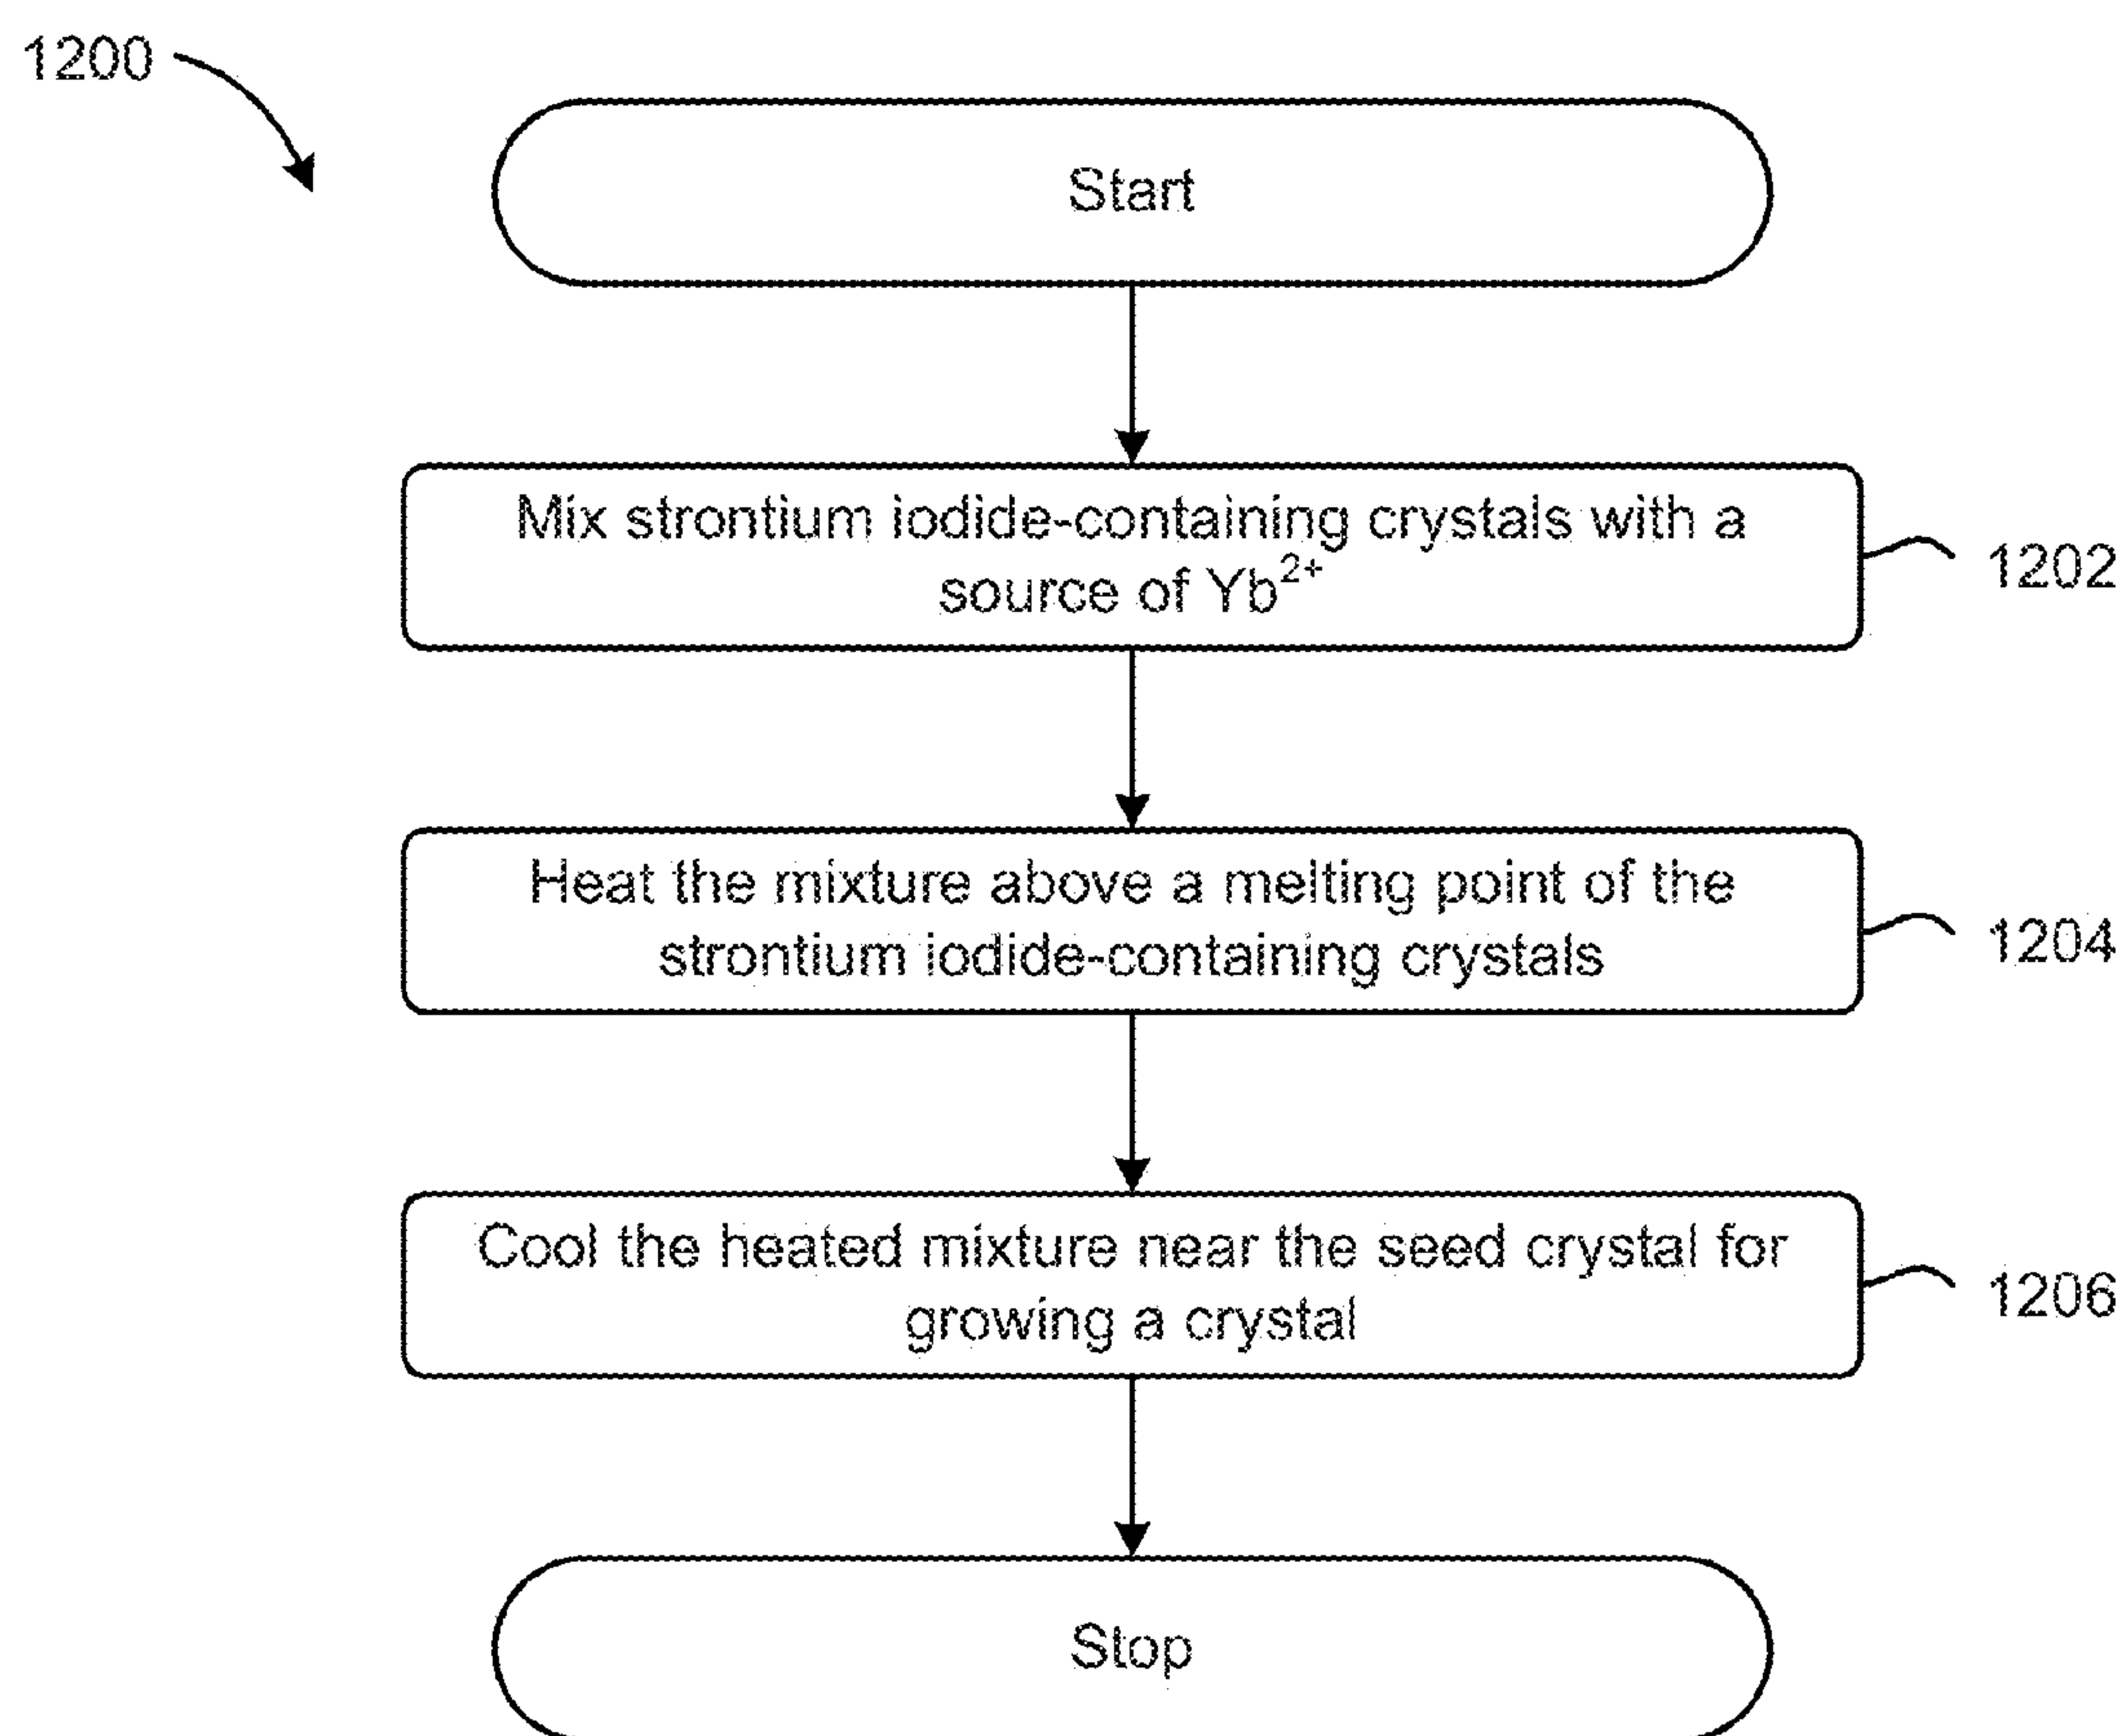 1200
Start
Mix strontium iodide-containing crystals with a
source of Yb²⁺
1202
Heat the mixture above a melting point of the
strontium iodide-containing crystals
1204
Cool the heated mixture near the seed crystal for
growing a crystal
1206
Stop